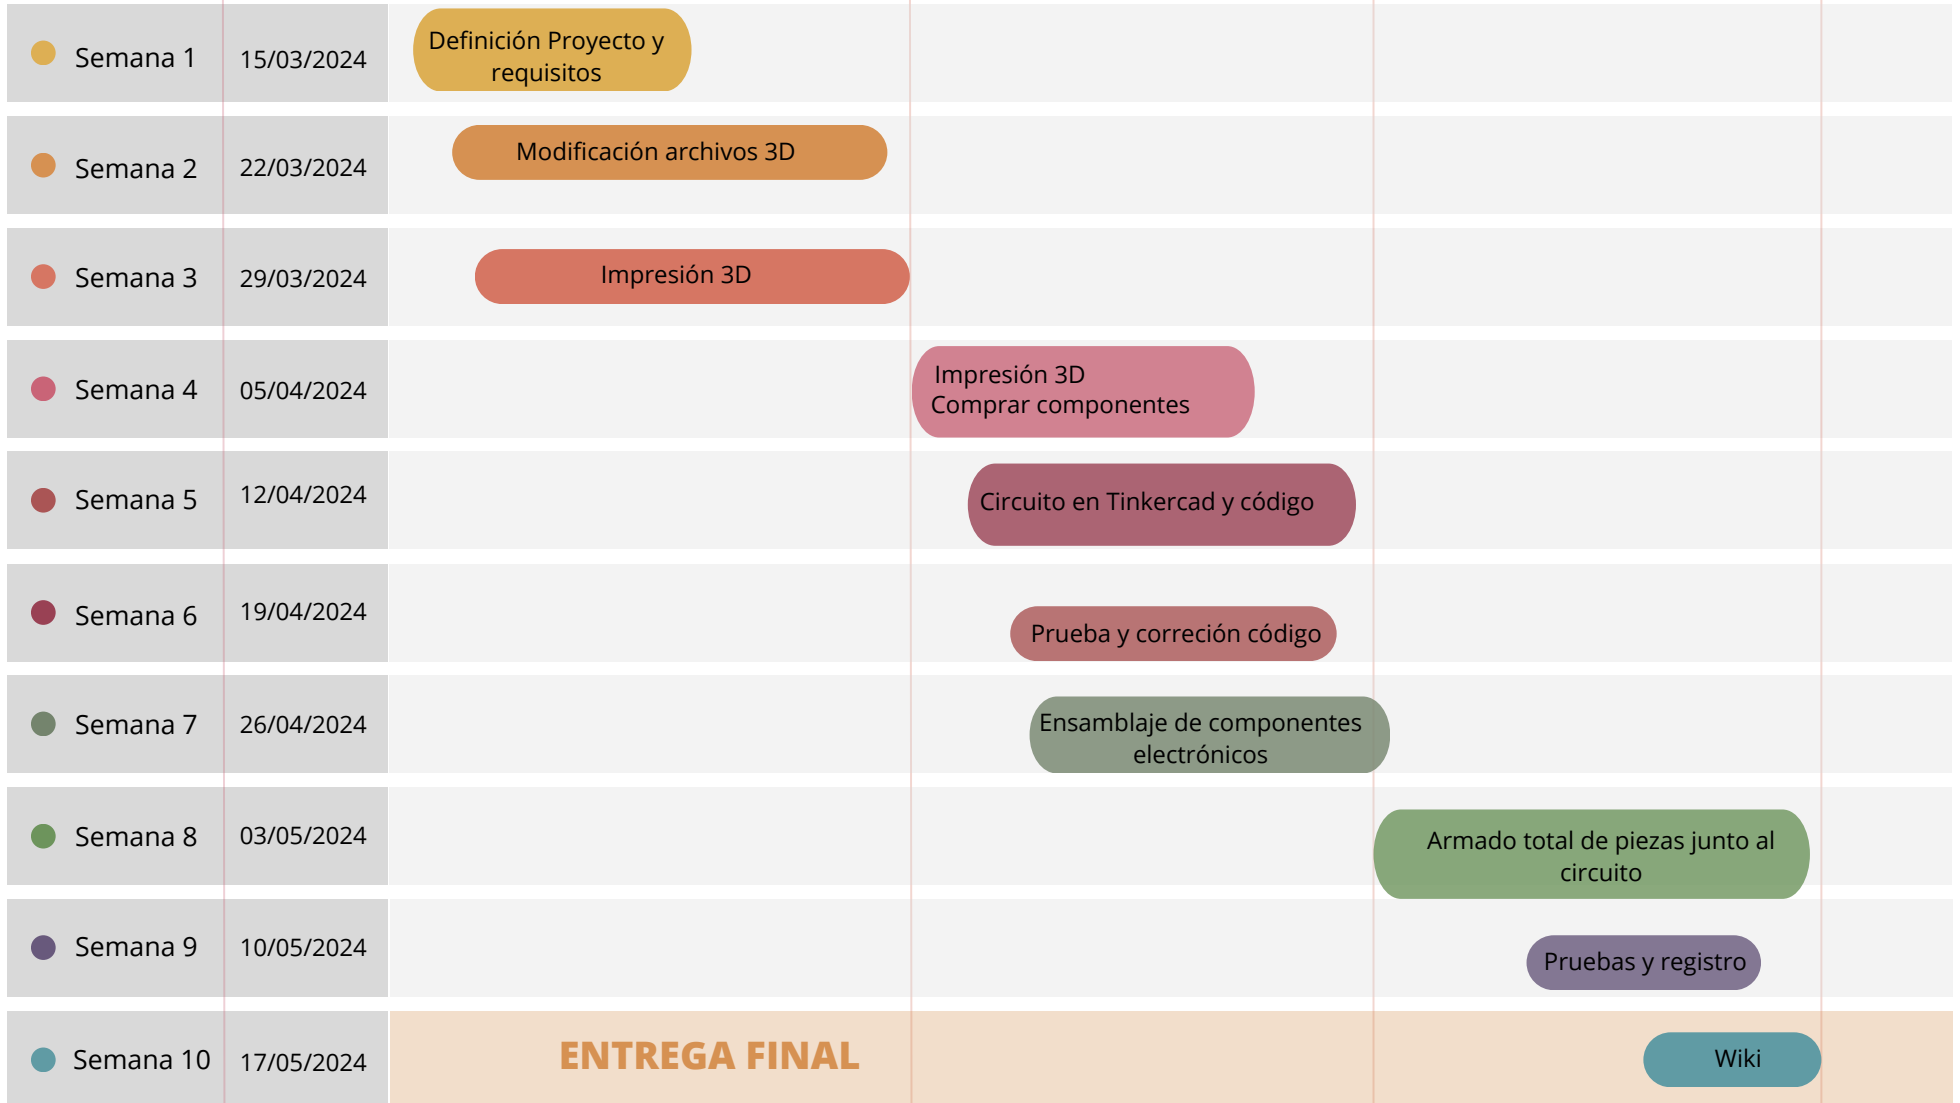 Semana 1
15/03/2024
Definición Proyecto y
requisitos
Semana 2
22/03/2024
Modificación archivos 3D
Semana 3
29/03/2024
Impresión 3D
Semana 4
05/04/2024
Impresión 3D
Comprar componentes
Semana 5
12/04/2024
Circuito en Tinkercad y código
Semana 6
19/04/2024
Prueba y correción código
Semana 7
26/04/2024
Ensamblaje de componentes
electrónicos
Semana 8
03/05/2024
Armado total de piezas junto al
circuito
Semana 9
10/05/2024
Pruebas y registro
Semana 10
17/05/2024
ENTREGA FINAL
Wiki